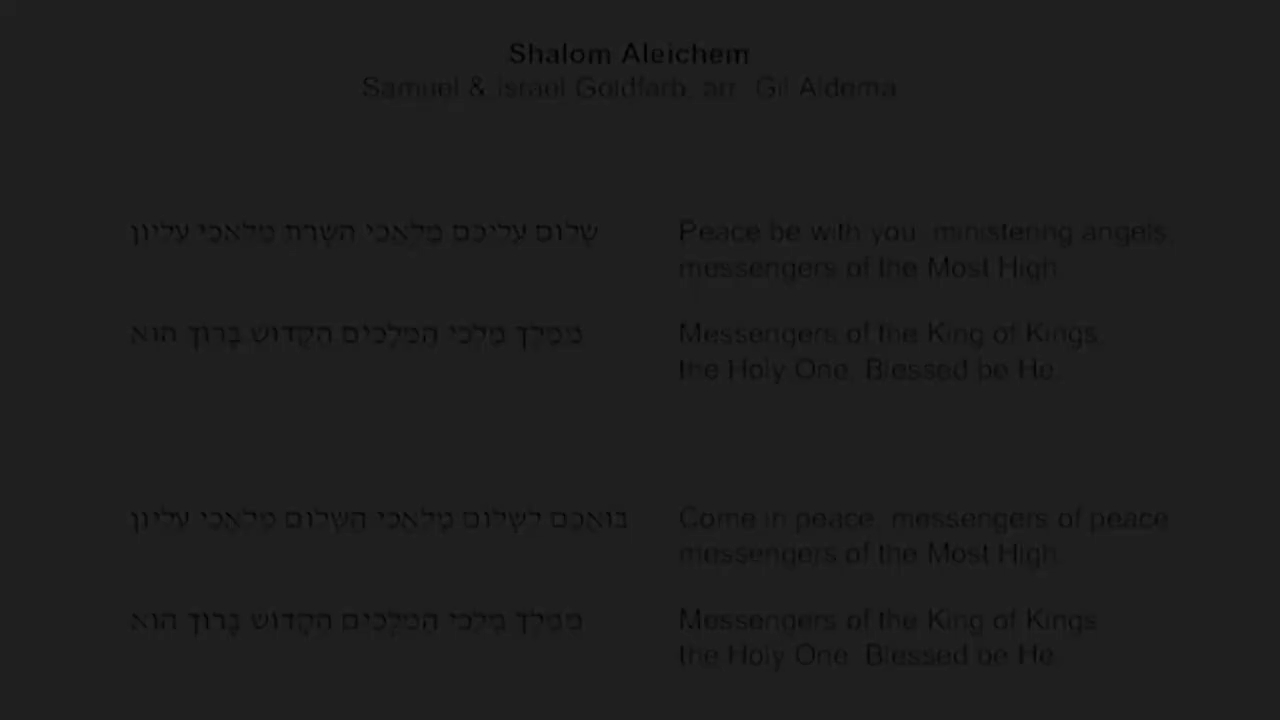 Shalom Aleichem
Samuel & Israel Goldfarb, arr. Gil Aldema
שָׁלוֹם עֲלֵיכֶם מַלְאֲכֵי הַשָּׁרֵת מַלְאֲכֵי עֶלְיוֹן
Peace be with you, ministering angels,
messengers of the Most High.
מִמֶּלֶךְ מַלְכֵי הַמְּלָכִים הַקָּדוֹשׁ בָּרוּךְ הוּא
Messengers of the King of Kings,
the Holy One, Blessed be He.
בּוֹאֲכֶם לְשָׁלוֹם מַלְאֲכֵי הַשָּׁלוֹם מַלְאֲכֵי עֶלְיוֹן
Come in peace, messengers of peace,
messengers of the Most High.
מִמֶּלֶךְ מַלְכֵי הַמְּלָכִים הַקָּדוֹשׁ בָּרוּךְ הוּא
Messengers of the King of Kings,
the Holy One, Blessed be He.